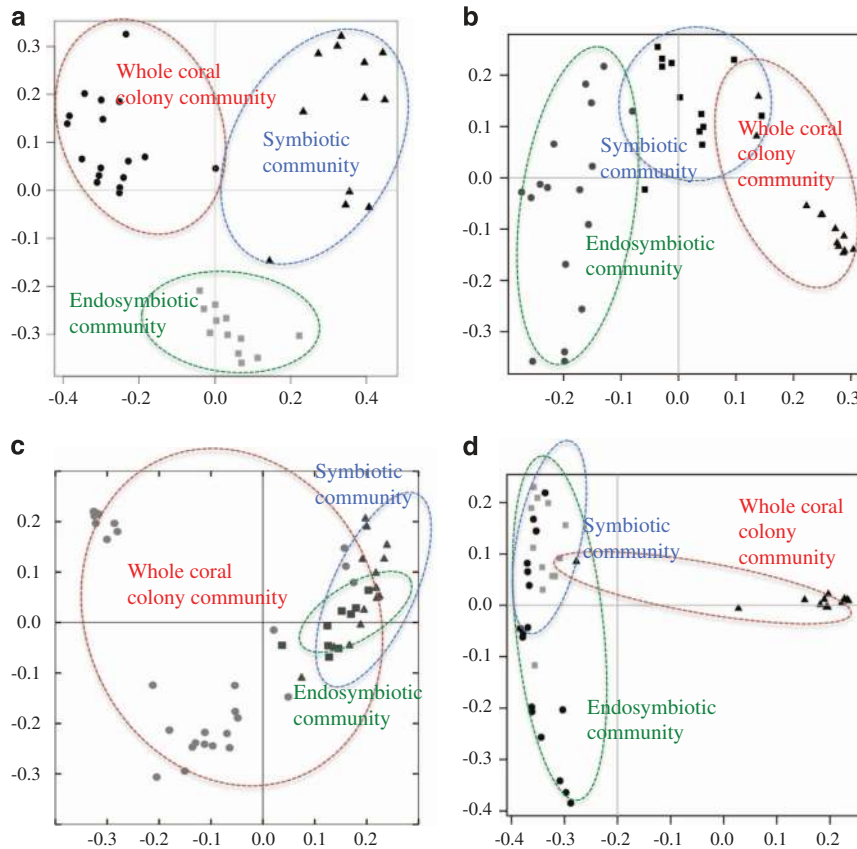 a
0.3
0.2
0.1
0.0
-0.1
-0.2
-0.3
Whole coral
colony community
Symbiotic
community
Endosymbiotic
community
-0.4 -0.2 0.0 0.2 0.4
b
0.2
0.1
0.0
-0.1
-0.2
-0.3
Symbiotic
community
Whole coral
colony
community
Endosymbiotic
community
-0.2 -0.1 0.0 0.1 0.2 0.3
c
0.2
0.1
0.0
-0.1
-0.2
-0.3
Symbiotic
community
Whole coral
colony community
Endosymbiotic
community
-0.3 -0.2 -0.1 0.0 0.1 0.2
d
0.2
0.1
0.0
-0.1
-0.2
-0.3
-0.4
Whole coral
colony
community
Symbiotic
community
Endosymbiotic
community
-0.4 -0.3 -0.2 -0.1 0.0 0.1 0.2